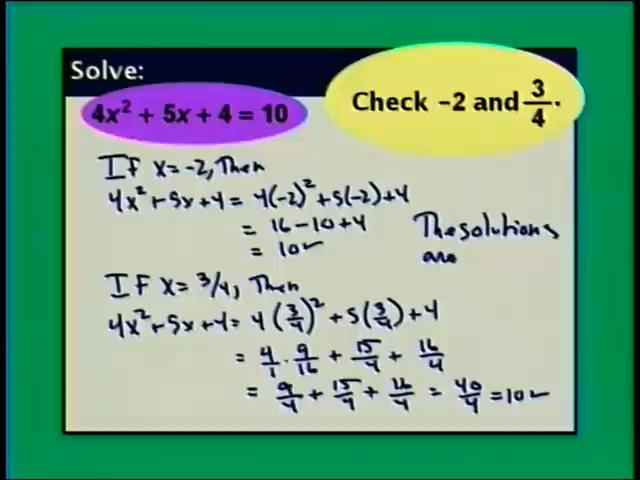 Solve:
4x² + 5x + 4 = 10
Check -2 and 3/4.
If x = -2, Then
4x² + 5x + 4 = 4(-2)² + 5(-2) + 4
= 16 - 10 + 4
= 10 ✓
The solutions
are
If x = 3/4, Then
4x² + 5x + 4 = 4(3/4)² + 5(3/4) + 4
= 4/1 · 9/16 + 15/4 + 16/4
= 9/4 + 15/4 + 16/4 = 40/4 = 10 ✓